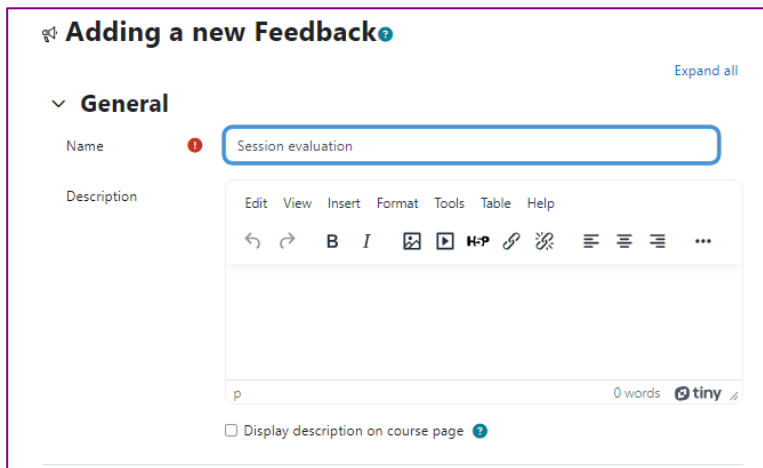 Adding a new Feedback
Expand all
General
Name
Session evaluation
Description
Edit View Insert Format Tools Table Help
B I H-P
p 0 words tiny
Display description on course page